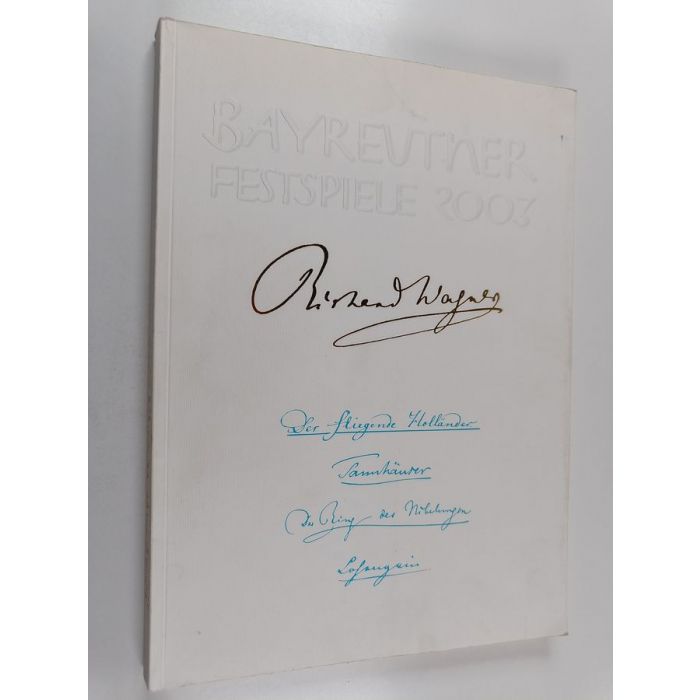 BAYREUTHER
FESTSPIELE 2003
Richard Wagner
Der fliegende Holländer
Tannhäuser
Der Ring des Nibelungen
Lohengrin